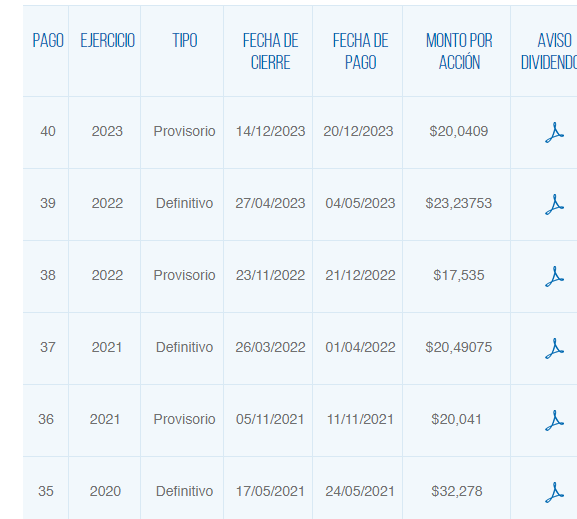 PAGO EJERCICIO TIPO FECHA DE CIERRE FECHA DE PAGO MONTO POR ACCIÓN AVISO
40 2023 Provisorio 14/12/2023 20/12/2023 $20,0409
39 2022 Definitivo 27/04/2023 04/05/2023 $23,23753
38 2022 Provisorio 23/11/2022 21/12/2022 $17,535
37 2021 Definitivo 26/03/2022 01/04/2022 $20,49075
36 2021 Provisorio 05/11/2021 11/11/2021 $20,041
35 2020 Definitivo 17/05/2021 24/05/2021 $32,278